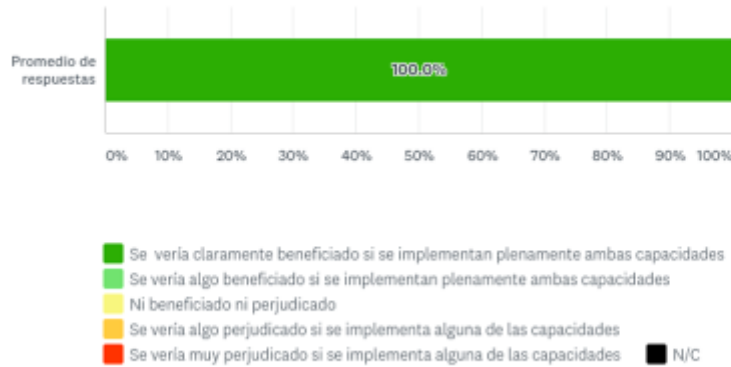 Promedio de
respuestas
100.0%
0% 10% 20% 30% 40% 50% 60% 70% 80% 90% 100%
Se vería claramente beneficiado si se implementan plenamente ambas capacidades
Se vería algo beneficiado si se implementan plenamente ambas capacidades
Ni beneficiado ni perjudicado
Se vería algo perjudicado si se implementa alguna de las capacidades
Se vería muy perjudicado si se implementa alguna de las capacidades N/C